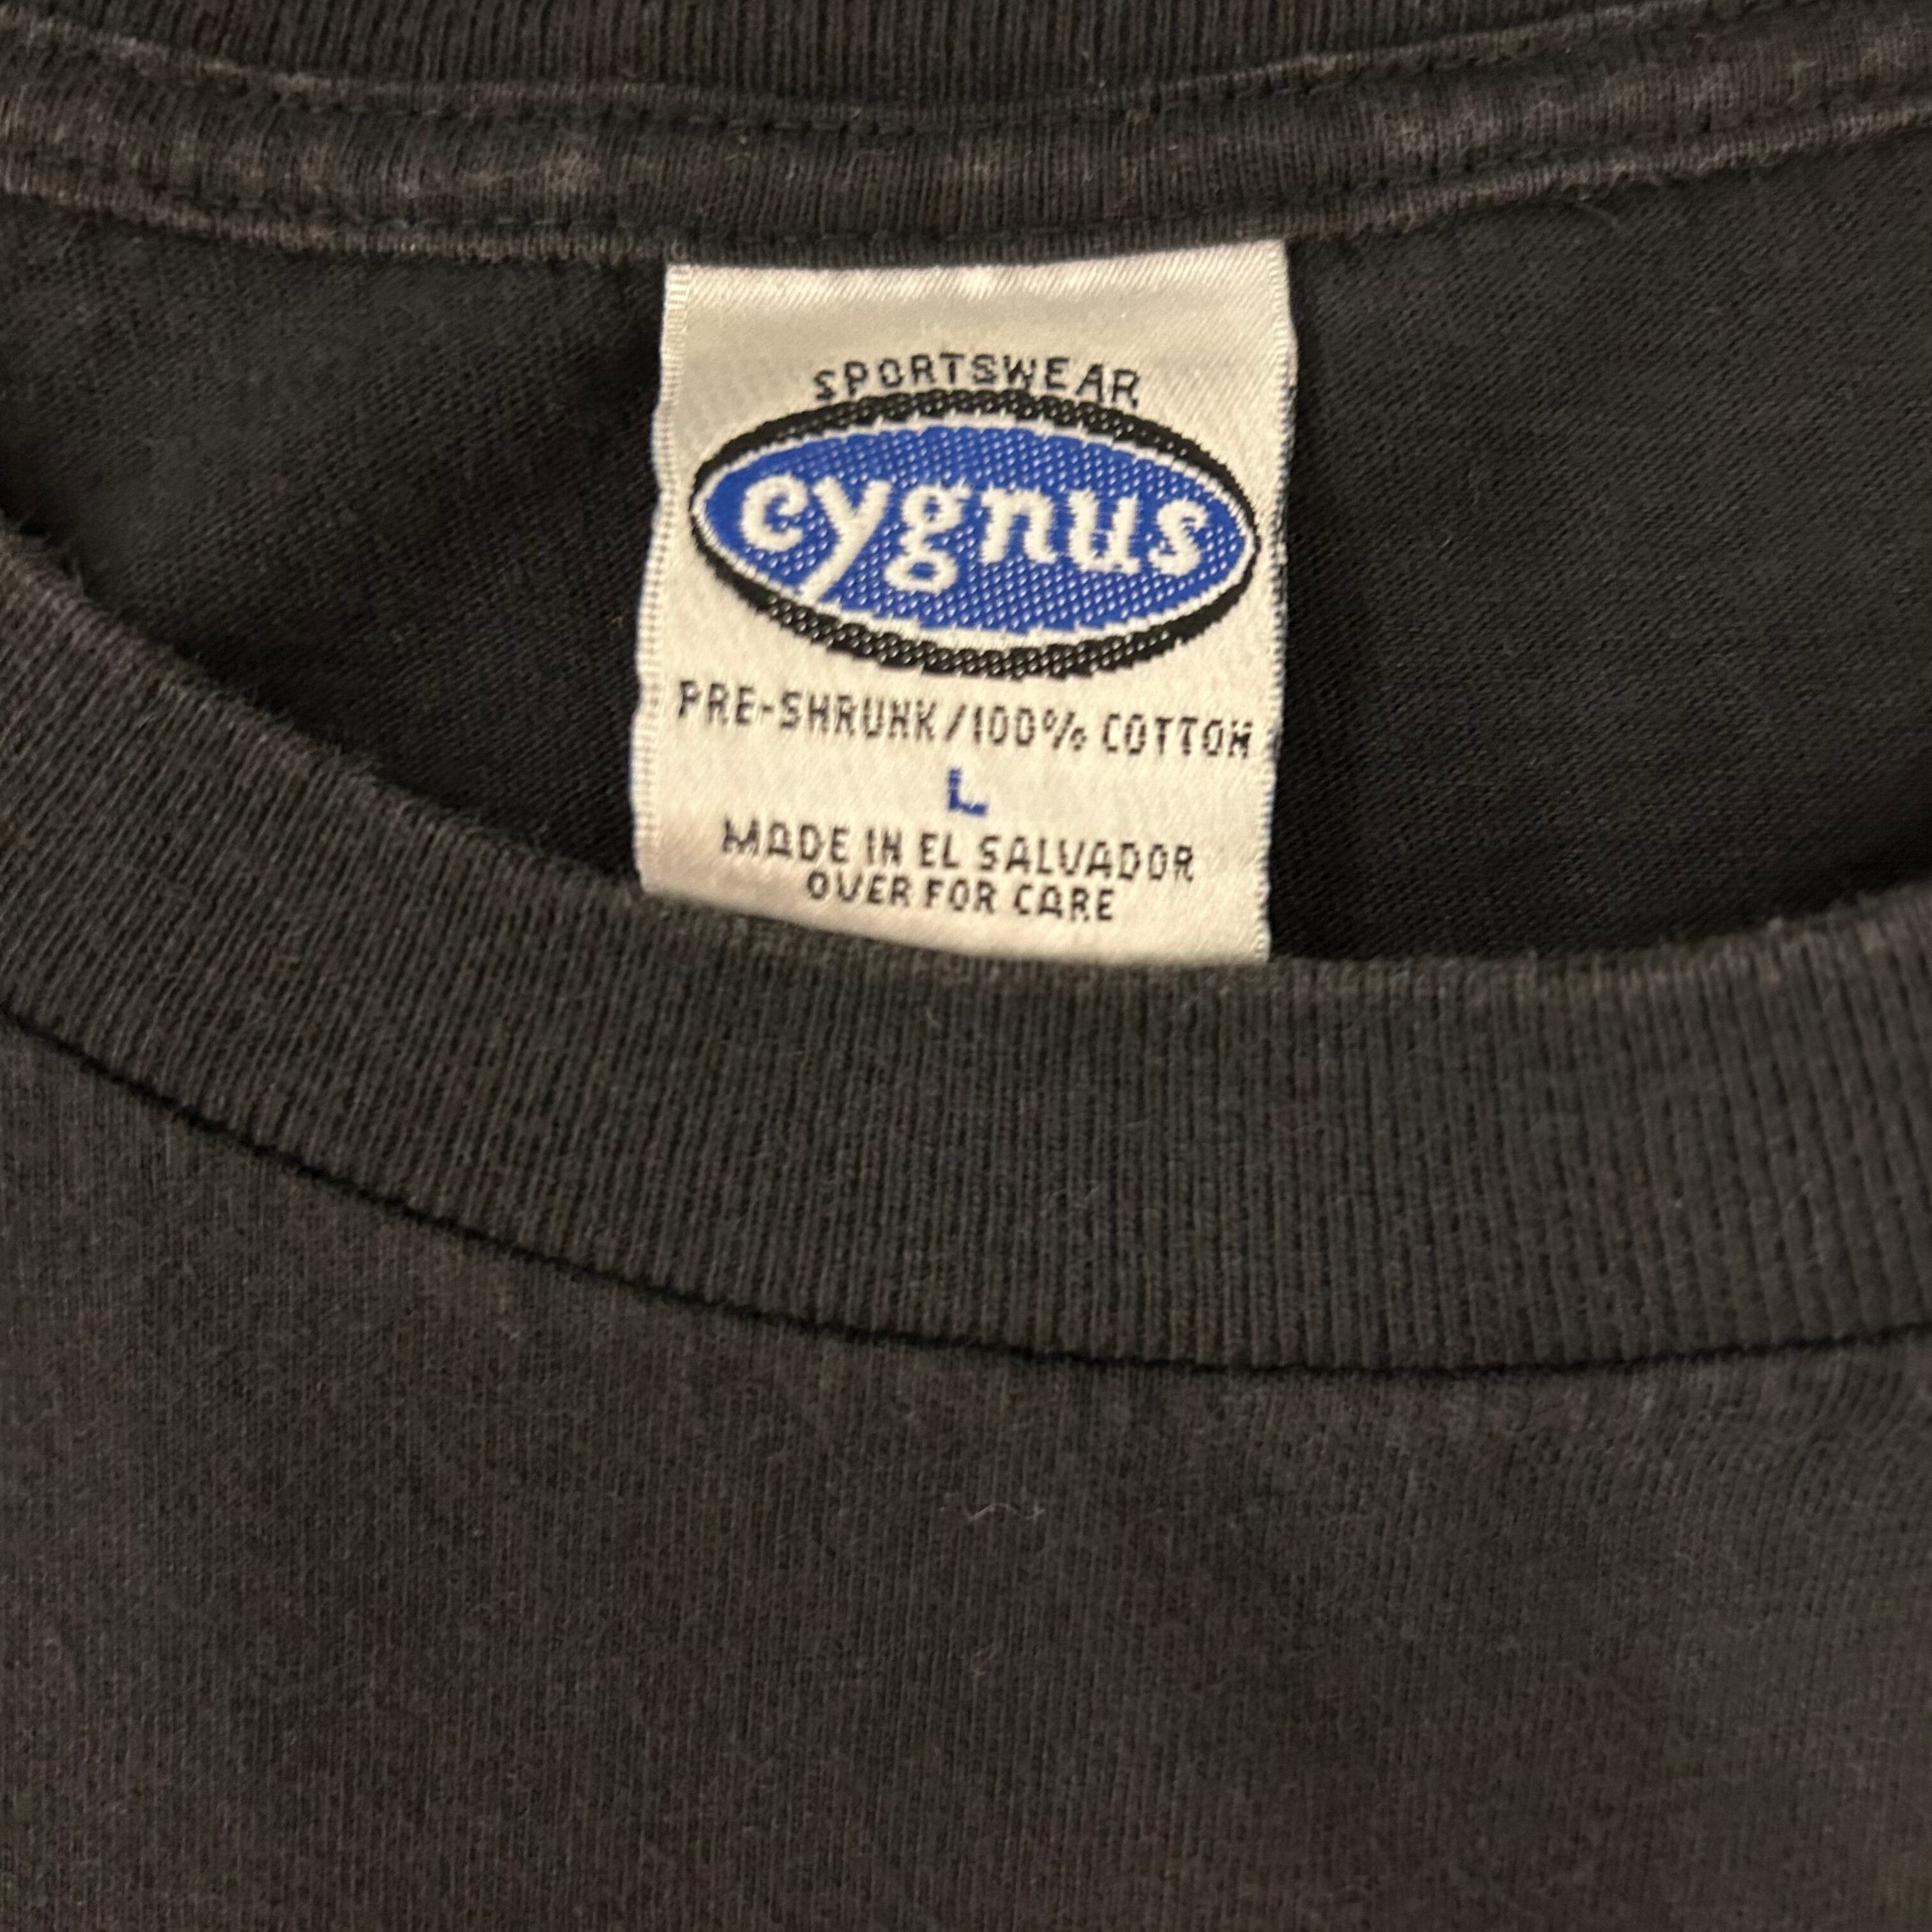 SPORTSWEAR
cygnus
PRE-SHRUNK/100% COTTON
L
MADE IN EL SALVADOR
OVER FOR CARE